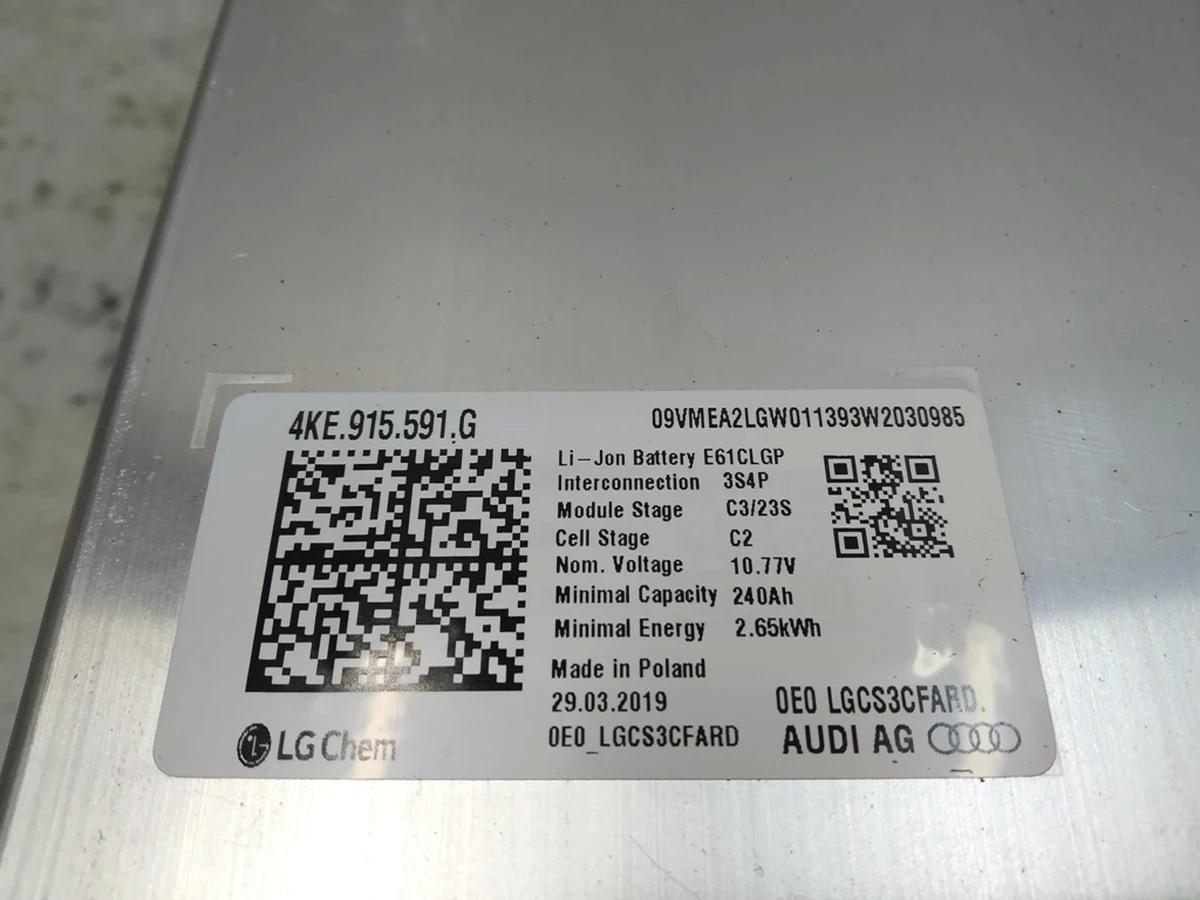 4KE.915.591.G
09VMEA2LGW011393W2030985
Li-Jon Battery E61CLGP
Interconnection 3S4P
Module Stage C3/23S
Cell Stage C2
Nom. Voltage 10.77V
Minimal Capacity 240Ah
Minimal Energy 2.65kWh
Made in Poland
29.03.2019
0E0 LGCS3CFARD.
0E0_LGCS3CFARD
AUDI AG
LG Chem